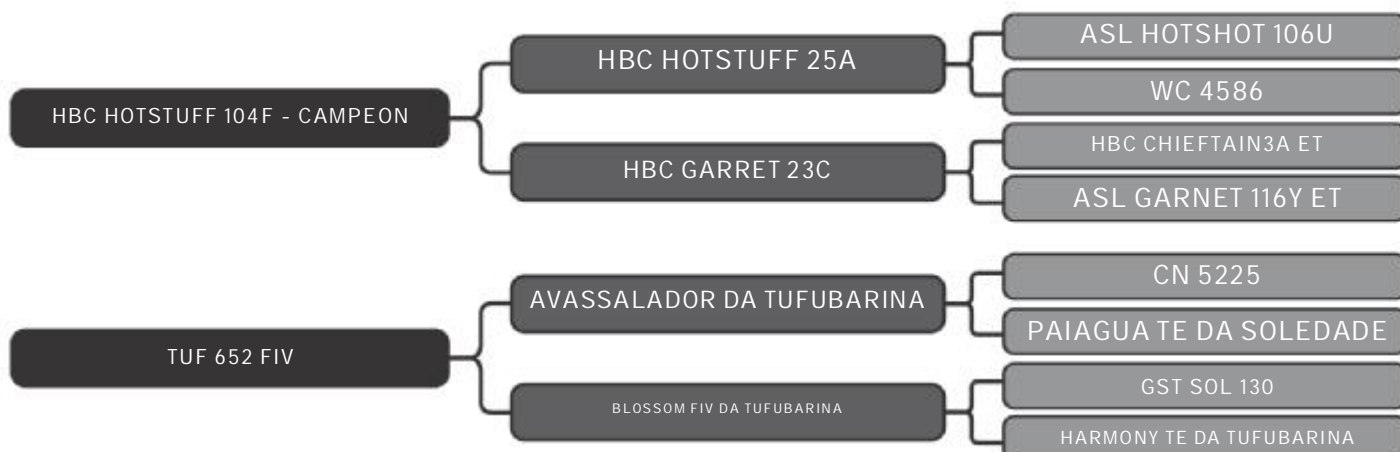 HBC HOTSTUFF 104F - CAMPEON
HBC HOTSTUFF 25A
ASL HOTSHOT 106U
WC 4586
HBC GARRET 23C
HBC CHIEFTAIN3A ET
ASL GARNET 116Y ET
TUF 652 FIV
AVASSALADOR DA TUFUBARINA
CN 5225
PAIAGUA TE DA SOLEDADE
BLOSSOM FIV DA TUFUBARINA
GST SOL 130
HARMONY TE DA TUFUBARINA